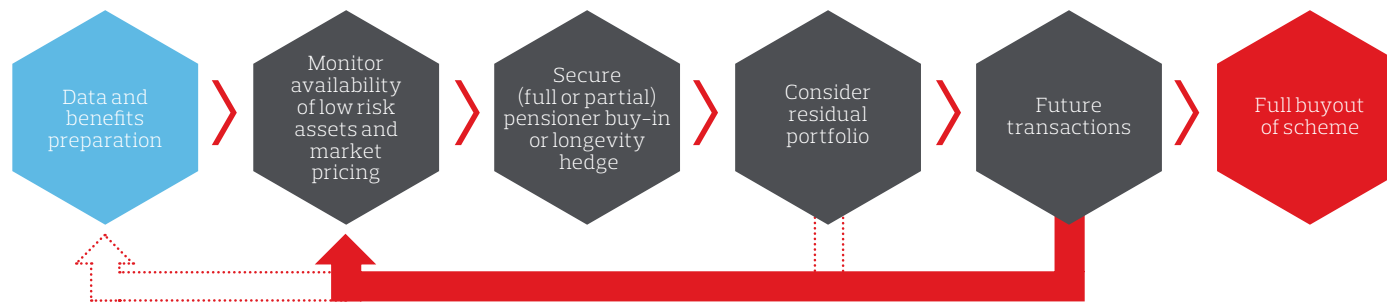 Data and
benefits
preparation
Monitor
availability
of low risk
assets and
market
pricing
Secure
(full or partial)
pensioner buy-in
or longevity
hedge
Consider
residual
portfolio
Future
transactions
Full buyout
of scheme